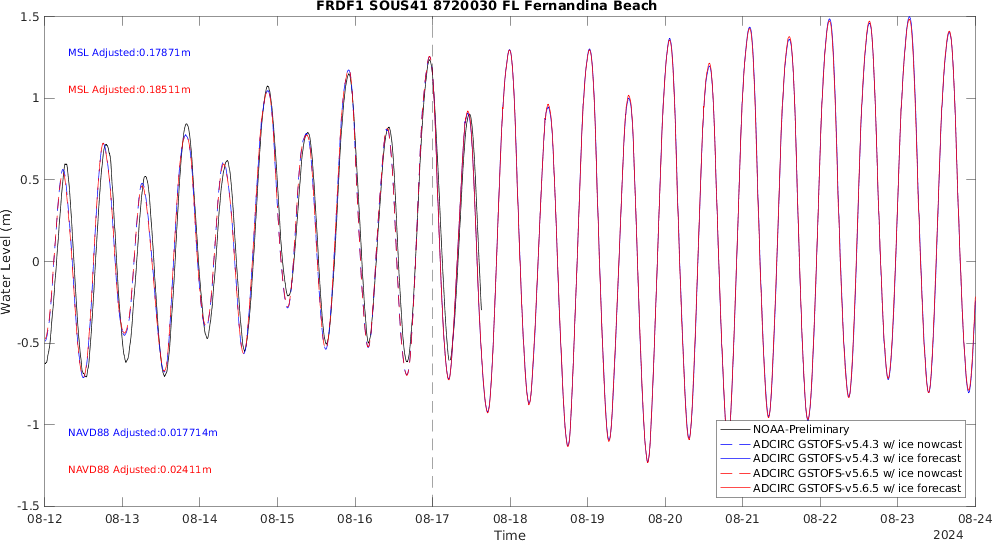 FRDF1 SOUS41 8720030 FL Fernandina Beach
1.5
1
0.5
0
-0.5
-1
-1.5
Water Level (m)
MSL Adjusted:0.17871m
MSL Adjusted:0.18511m
NAVD88 Adjusted:0.017714m
NAVD88 Adjusted:0.02411m
NOAA-Preliminary
ADCIRC GSTOFS-v5.4.3 w/ ice nowcast
ADCIRC GSTOFS-v5.4.3 w/ ice forecast
ADCIRC GSTOFS-v5.6.5 w/ ice nowcast
ADCIRC GSTOFS-v5.6.5 w/ ice forecast
08-12 08-13 08-14 08-15 08-16 08-17 08-18 08-19 08-20 08-21 08-22 08-23 08-24
Time
2024